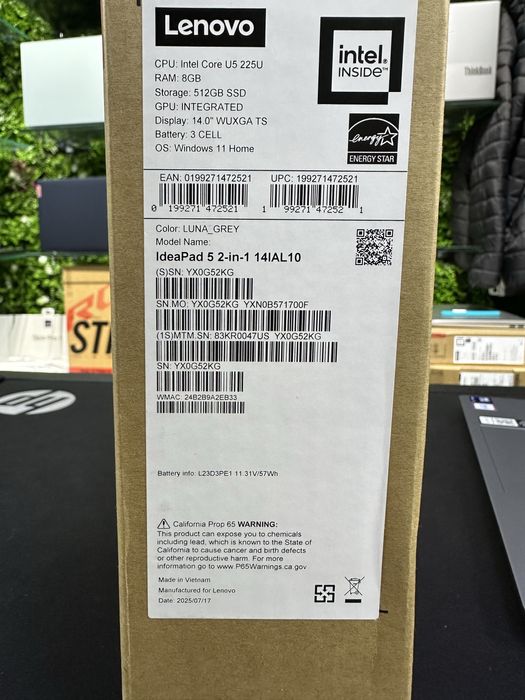 Lenovo
CPU: Intel Core U5 225U
RAM: 8GB
Storage: 512GB SSD
GPU: INTEGRATED
Display: 14.0" WUXGA TS
Battery: 3 CELL
OS: Windows 11 Home
intel.
INSIDE™
energy
ENERGY STAR
EAN: 0199271472521 UPC: 199271472521
0 199271 472521 1 99271 47252 1
Color: LUNA_GREY
Model Name:
IdeaPad 5 2-in-1 14IAL10
(S)SN: YX0G52KG
SN.MO: YX0G52KG YXN0B571700F
(1S)MTM.SN: 83KR0047US YX0G52KG
SN: YX0G52KG
WMAC: 24B2B9A2EB33
Battery info: L23D3PE1 11.31V/57Wh
California Prop 65 WARNING:
This product can expose you to chemicals
including lead, which is known to the State of
California to cause cancer and birth defects
or other reproductive harm. For more
information go to www.P65Warnings.ca.gov
Made in Vietnam
Manufactured for Lenovo
Date: 2025/07/17
ThinkBook
hp